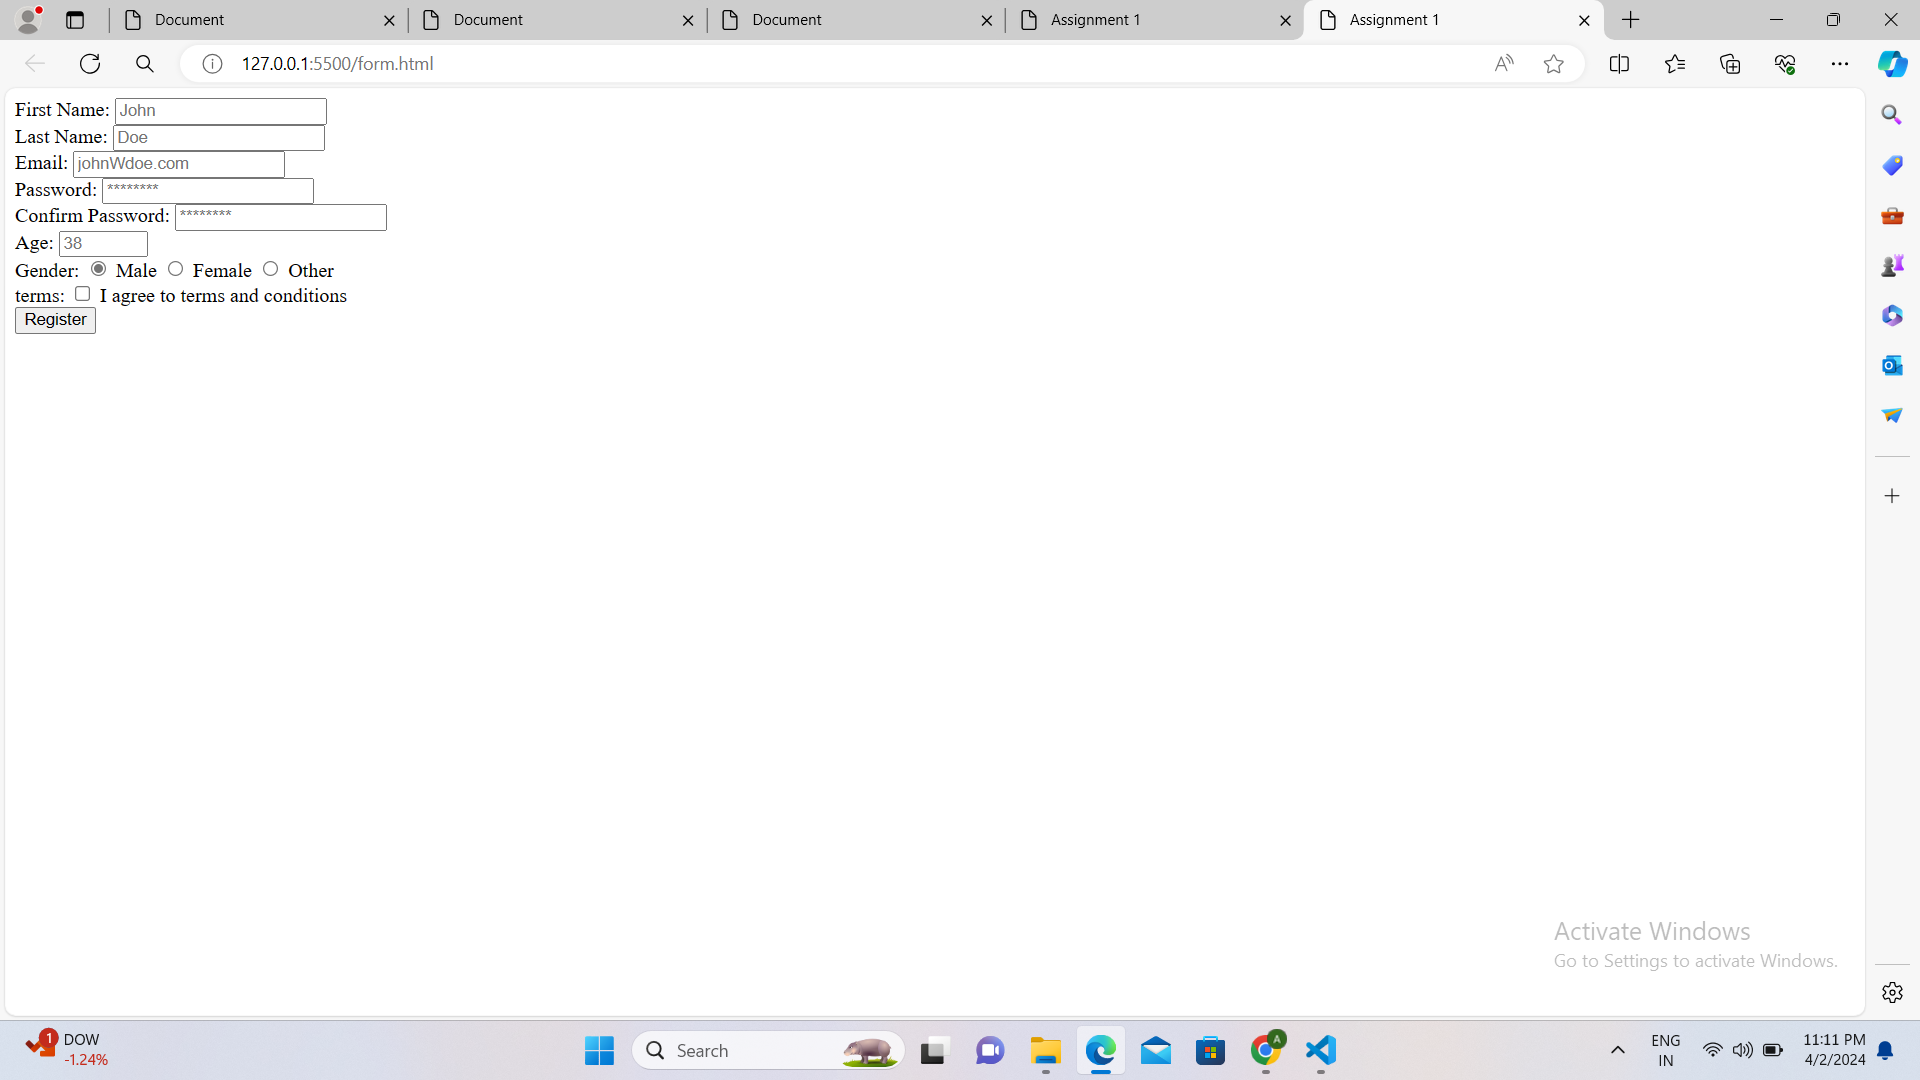 Document
Document
Document
Assignment 1
Assignment 1
127.0.0.1:5500/form.html
First Name: John
Last Name: Doe
Email: johnWdoe.com
Password: ********
Confirm Password: ********
Age: 38
Gender: Male Female Other
terms: I agree to terms and conditions
Register
Activate Windows
Go to Settings to activate Windows.
1
DOW
-1.24%
Search
A
ENG
IN
11:11 PM
4/2/2024